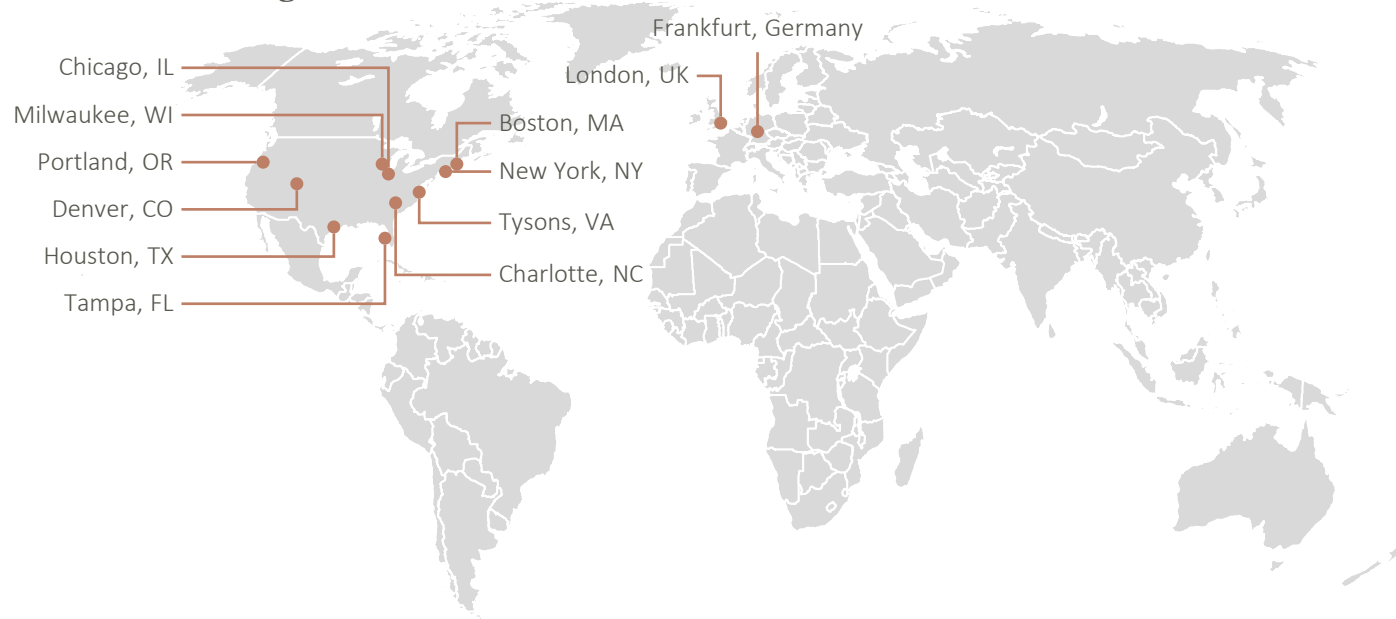 Frankfurt, Germany
Chicago, IL
London, UK
Milwaukee, WI
Boston, MA
Portland, OR
New York, NY
Denver, CO
Tysons, VA
Houston, TX
Charlotte, NC
Tampa, FL